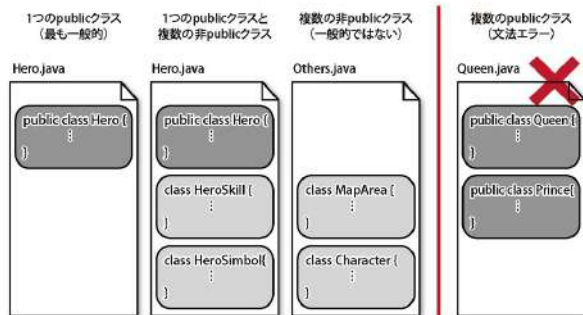 1つのpublicクラス
(最も一般的)
Hero.java
public class Hero {
⋮
}
1つのpublicクラスと
複数の非publicクラス
Hero.java
public class Hero {
⋮
}
class HeroSkill {
⋮
}
class HeroSimbol{
⋮
}
複数の非publicクラス
(一般的ではない)
Others.java
class MapArea {
⋮
}
class Character {
⋮
}
複数のpublicクラス
(文法エラー)
Queen.java
public class Queen {
⋮
}
public class Prince{
⋮
}